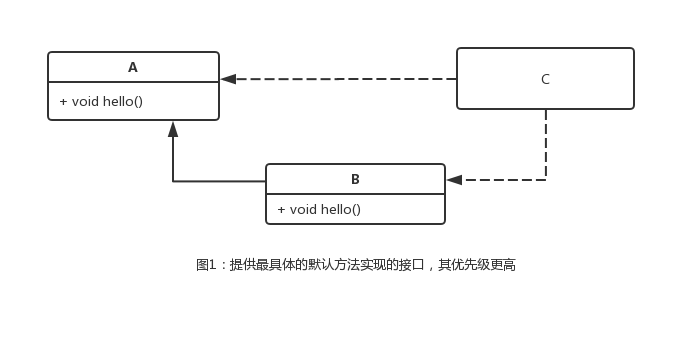 A
+ void hello()
C
B
+ void hello()
图1：提供最具体的默认方法实现的接口，其优先级更高